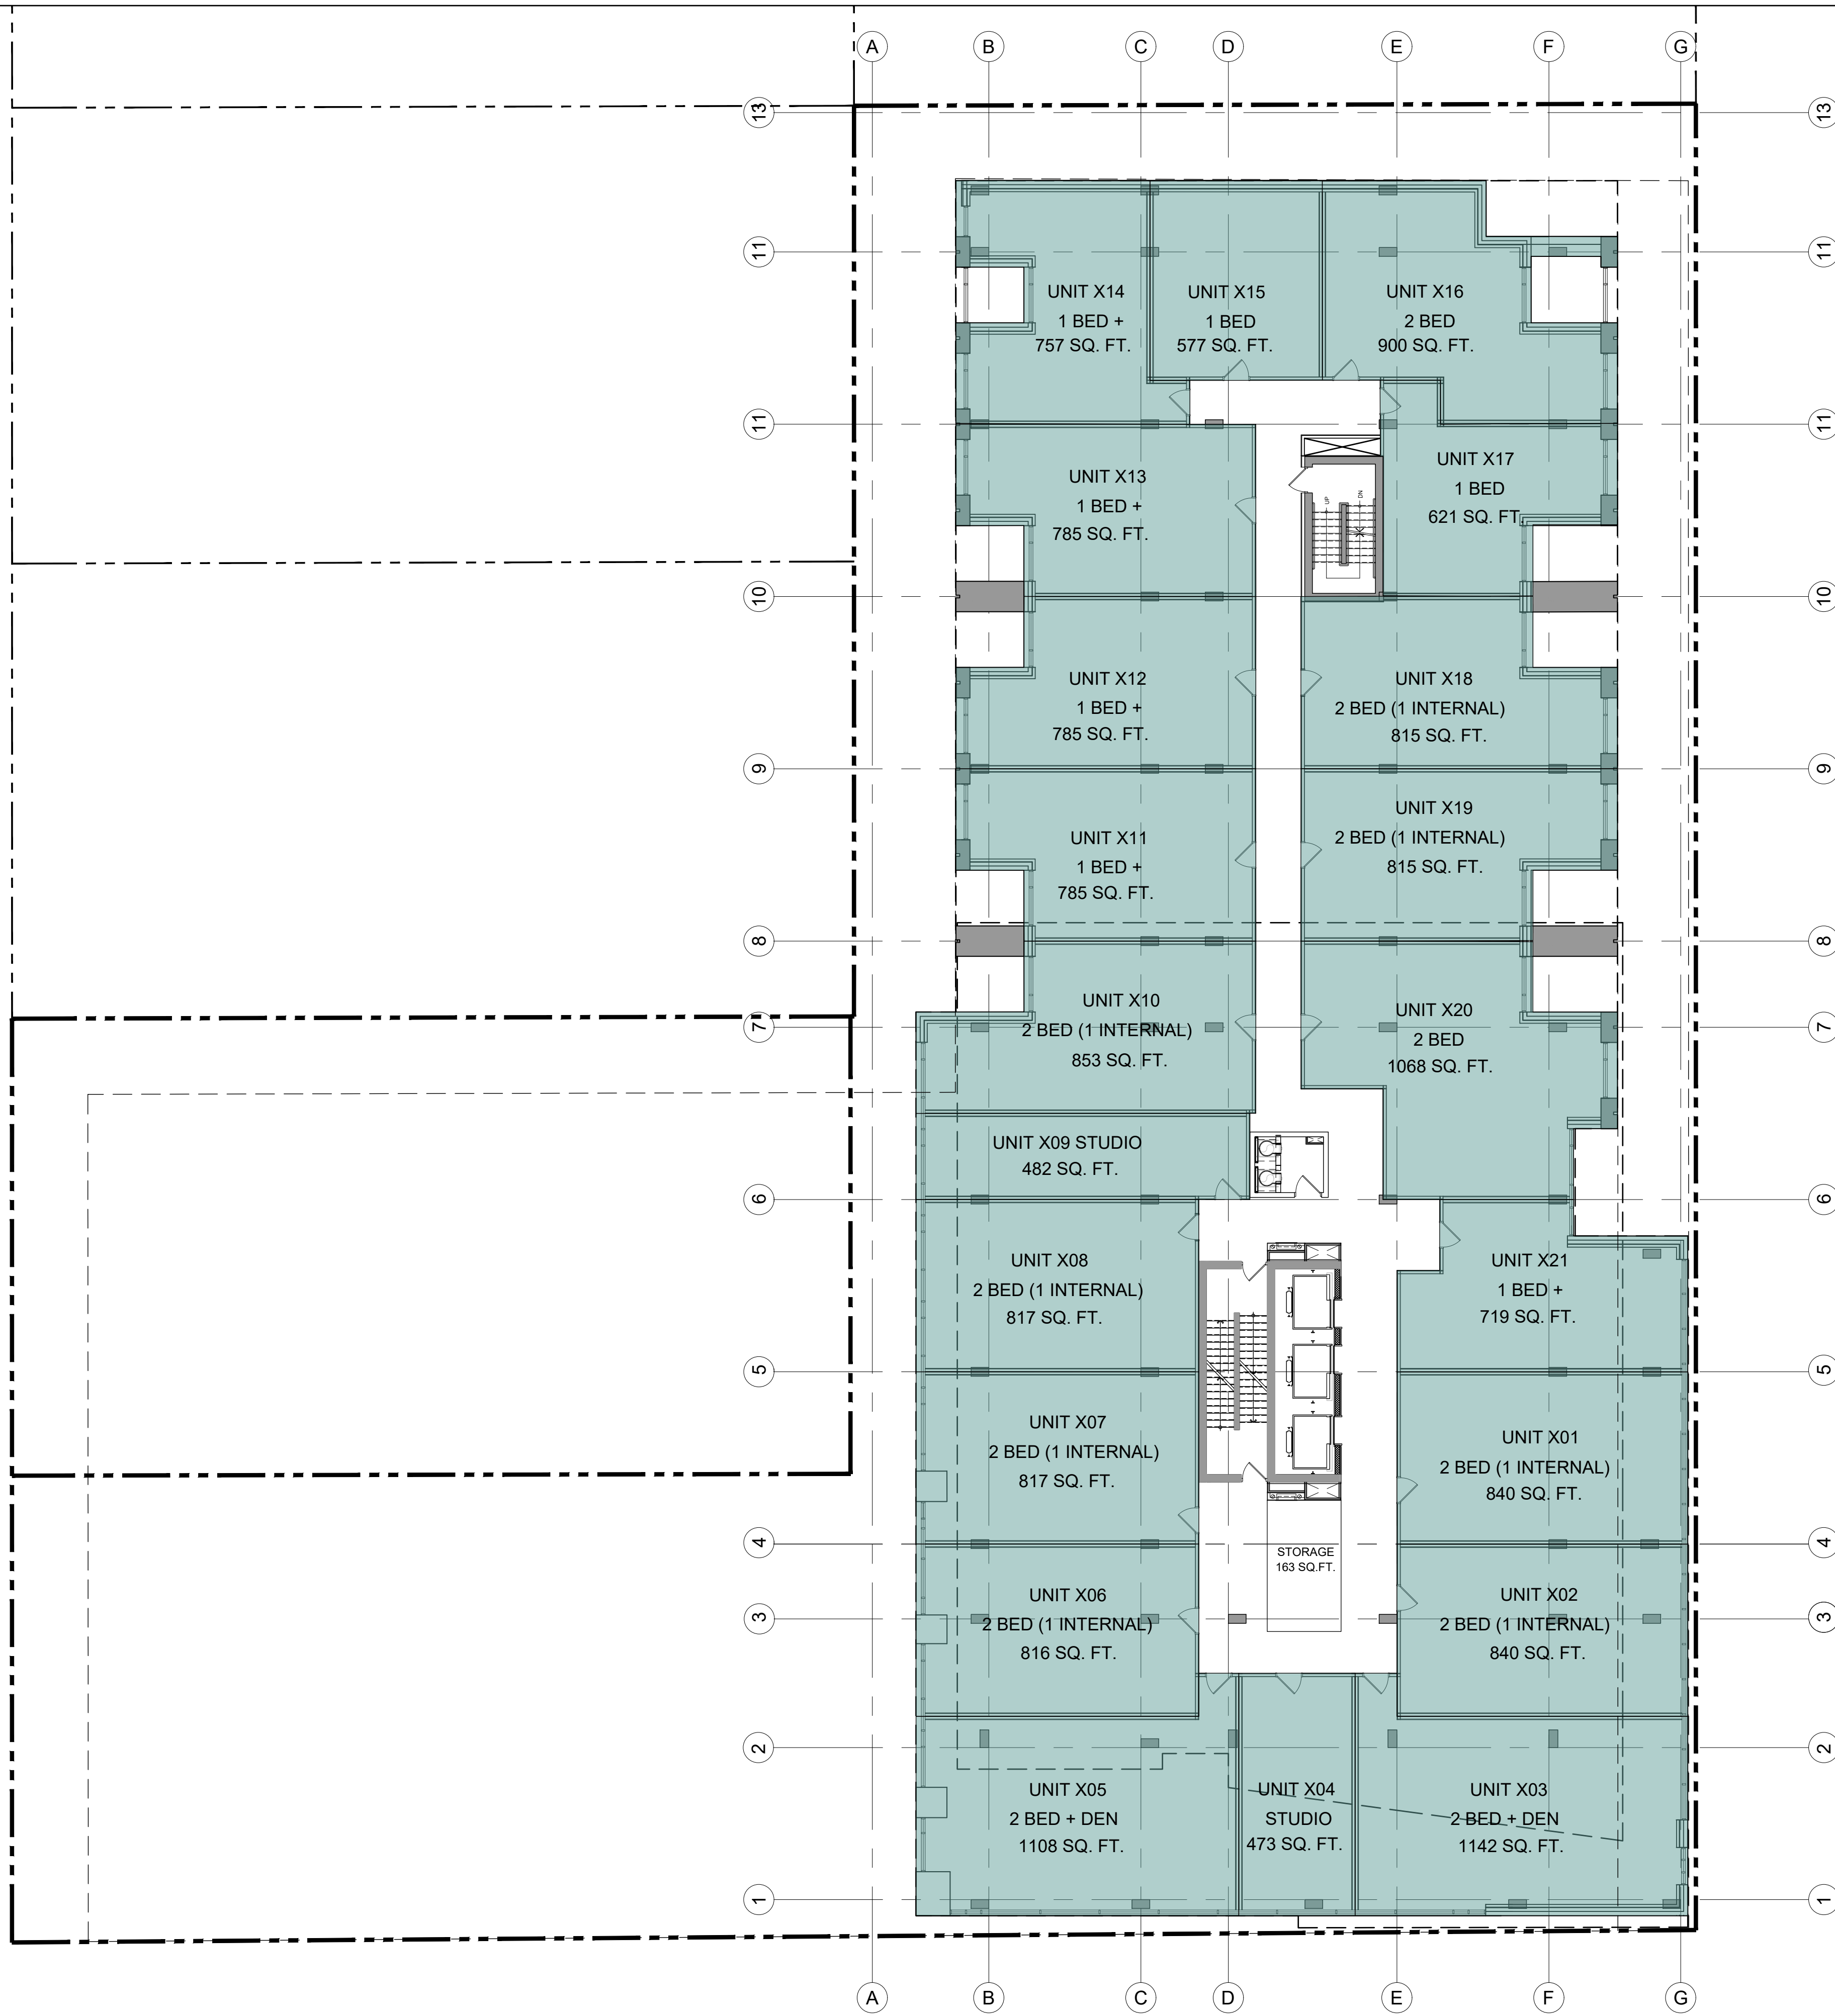 A B C D E F G
13 13
11 11
UNIT X14
1 BED +
757 SQ. FT.
UNIT X15
1 BED
577 SQ. FT.
UNIT X16
2 BED
900 SQ. FT.
11 11
UNIT X13
1 BED +
785 SQ. FT.
UP DN
UNIT X17
1 BED
621 SQ. FT.
10 10
UNIT X12
1 BED +
785 SQ. FT.
UNIT X18
2 BED (1 INTERNAL)
815 SQ. FT.
9 9
UNIT X11
1 BED +
785 SQ. FT.
UNIT X19
2 BED (1 INTERNAL)
815 SQ. FT.
8 8
UNIT X10
2 BED (1 INTERNAL)
853 SQ. FT.
UNIT X20
2 BED
1068 SQ. FT.
7 7
UNIT X09 STUDIO
482 SQ. FT.
6 6
UNIT X08
2 BED (1 INTERNAL)
817 SQ. FT.
UNIT X21
1 BED +
719 SQ. FT.
5 5
UNIT X07
2 BED (1 INTERNAL)
817 SQ. FT.
UNIT X01
2 BED (1 INTERNAL)
840 SQ. FT.
4 4
STORAGE
163 SQ.FT.
UNIT X06
2 BED (1 INTERNAL)
816 SQ. FT.
UNIT X02
2 BED (1 INTERNAL)
840 SQ. FT.
3 3
2 2
UNIT X05
2 BED + DEN
1108 SQ. FT.
UNIT X04
STUDIO
473 SQ. FT.
UNIT X03
2 BED + DEN
1142 SQ. FT.
1 1
A B C D E F G